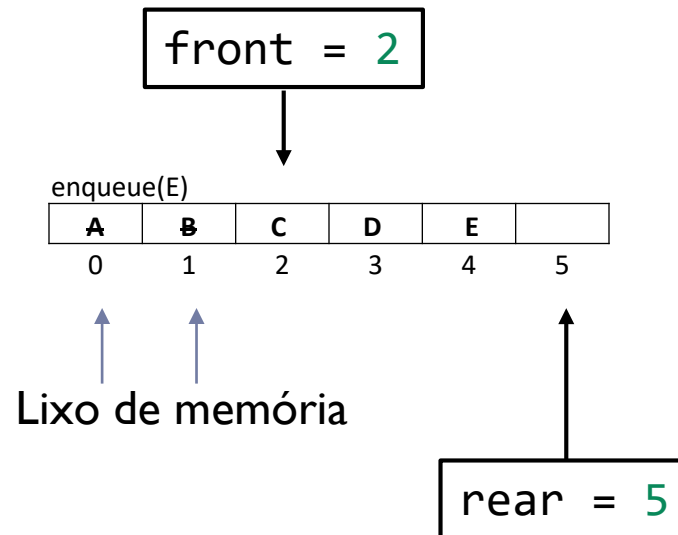 front = 2
enqueue(E)
A B C D E
0 1 2 3 4 5
Lixo de memória
rear = 5